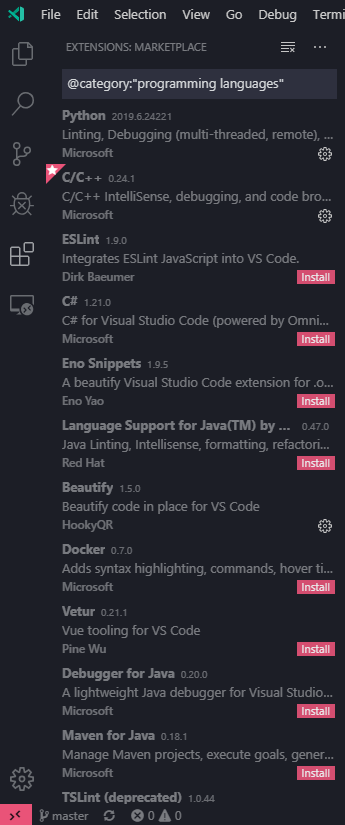 File Edit Selection View Go Debug Termi
EXTENSIONS: MARKETPLACE
@category:"programming languages"
Python 2019.6.24221
Linting, Debugging (multi-threaded, remote), ...
Microsoft
C/C++ 0.24.1
C/C++ IntelliSense, debugging, and code bro...
Microsoft
ESLint 1.9.0
Integrates ESLint JavaScript into VS Code.
Dirk Baeumer Install
C# 1.21.0
C# for Visual Studio Code (powered by Omni...
Microsoft Install
Eno Snippets 1.9.5
A beautify Visual Studio Code extension for .o...
Eno Yao Install
Language Support for Java(TM) by ... 0.47.0
Java Linting, Intellisense, formatting, refactori...
Red Hat Install
Beautify 1.5.0
Beautify code in place for VS Code
HookyQR
Docker 0.7.0
Adds syntax highlighting, commands, hover ti...
Microsoft Install
Vetur 0.21.1
Vue tooling for VS Code
Pine Wu Install
Debugger for Java 0.20.0
A lightweight Java debugger for Visual Studio...
Microsoft Install
Maven for Java 0.18.1
Manage Maven projects, execute goals, gener...
Microsoft Install
TSLint (deprecated) 1.0.44
master 0 0